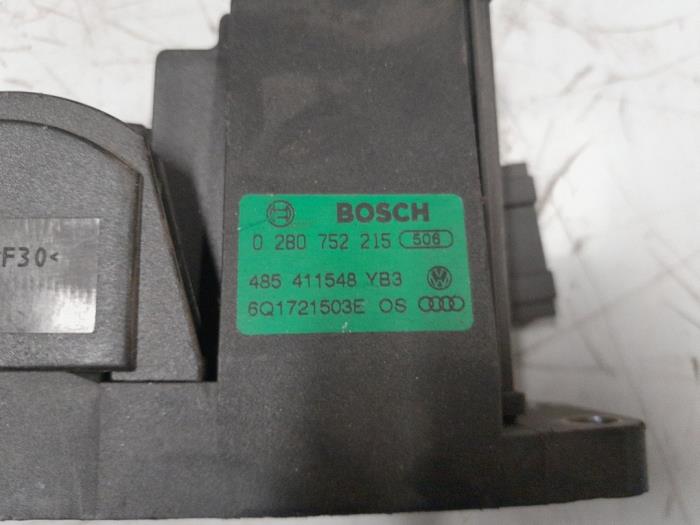 BOSCH
0 280 752 215 506
485 411548 YB3
6Q1721503E OS
F30<